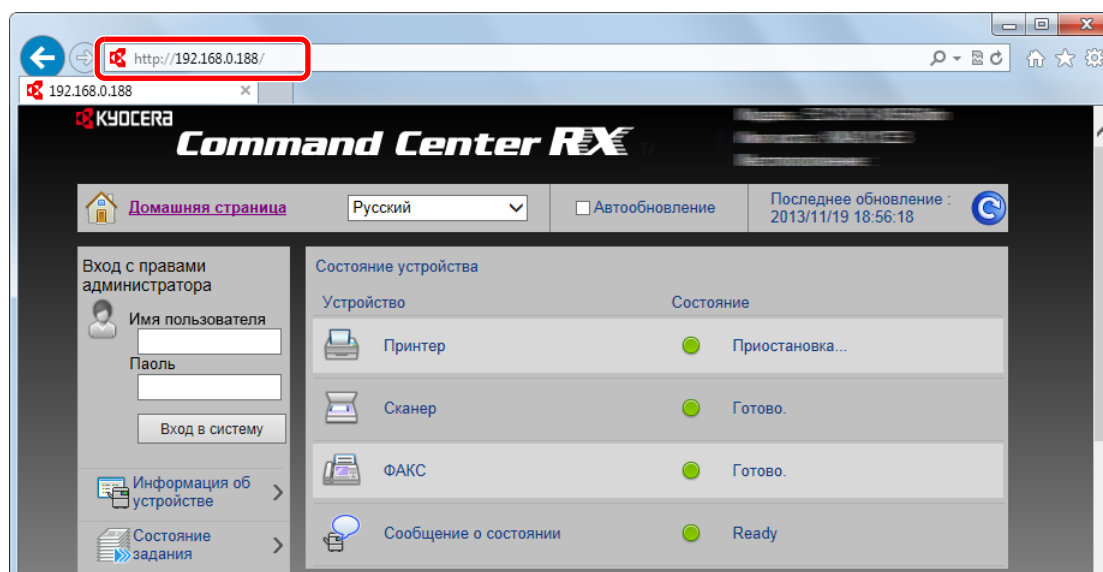 http://192.168.0.188/
192.168.0.188
KYOCERA
Command Center RX
Домашняя страница
Русский
Автообновление
Последнее обновление :
2013/11/19 18:56:18
Вход с правами
администратора
Имя пользователя
Паоль
Вход в систему
Информация об
устройстве
Состояние
задания
Состояние устройства
Устройство Состояние
Принтер Приостановка...
Сканер Готово.
ФАКС Готово.
Сообщение о состоянии Ready